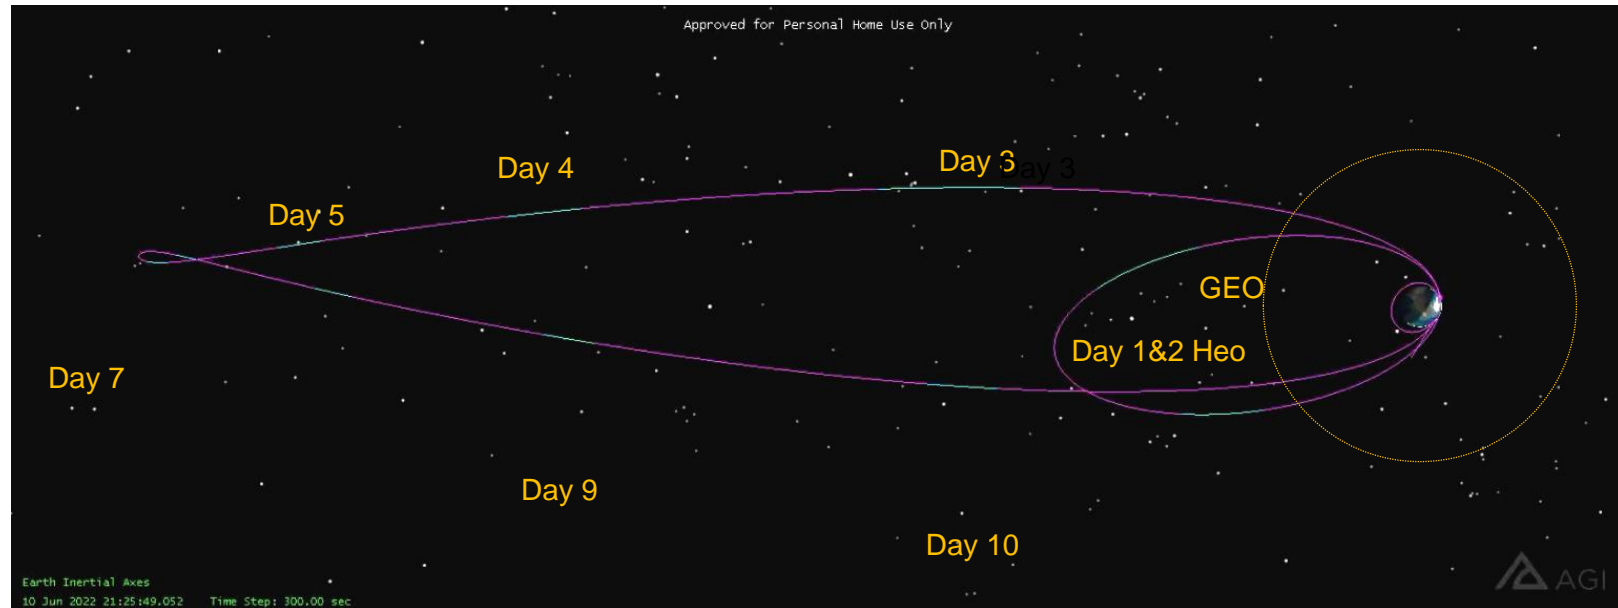 Approved for Personal Home Use Only
Day 3
Day 3
Day 4
Day 5
GEO
Day 1&2 Heo
Day 7
Day 9
Day 10
Earth Inertial Axes
10 Jun 2022 21:25:49.052 Time Step: 300.00 sec
AGI